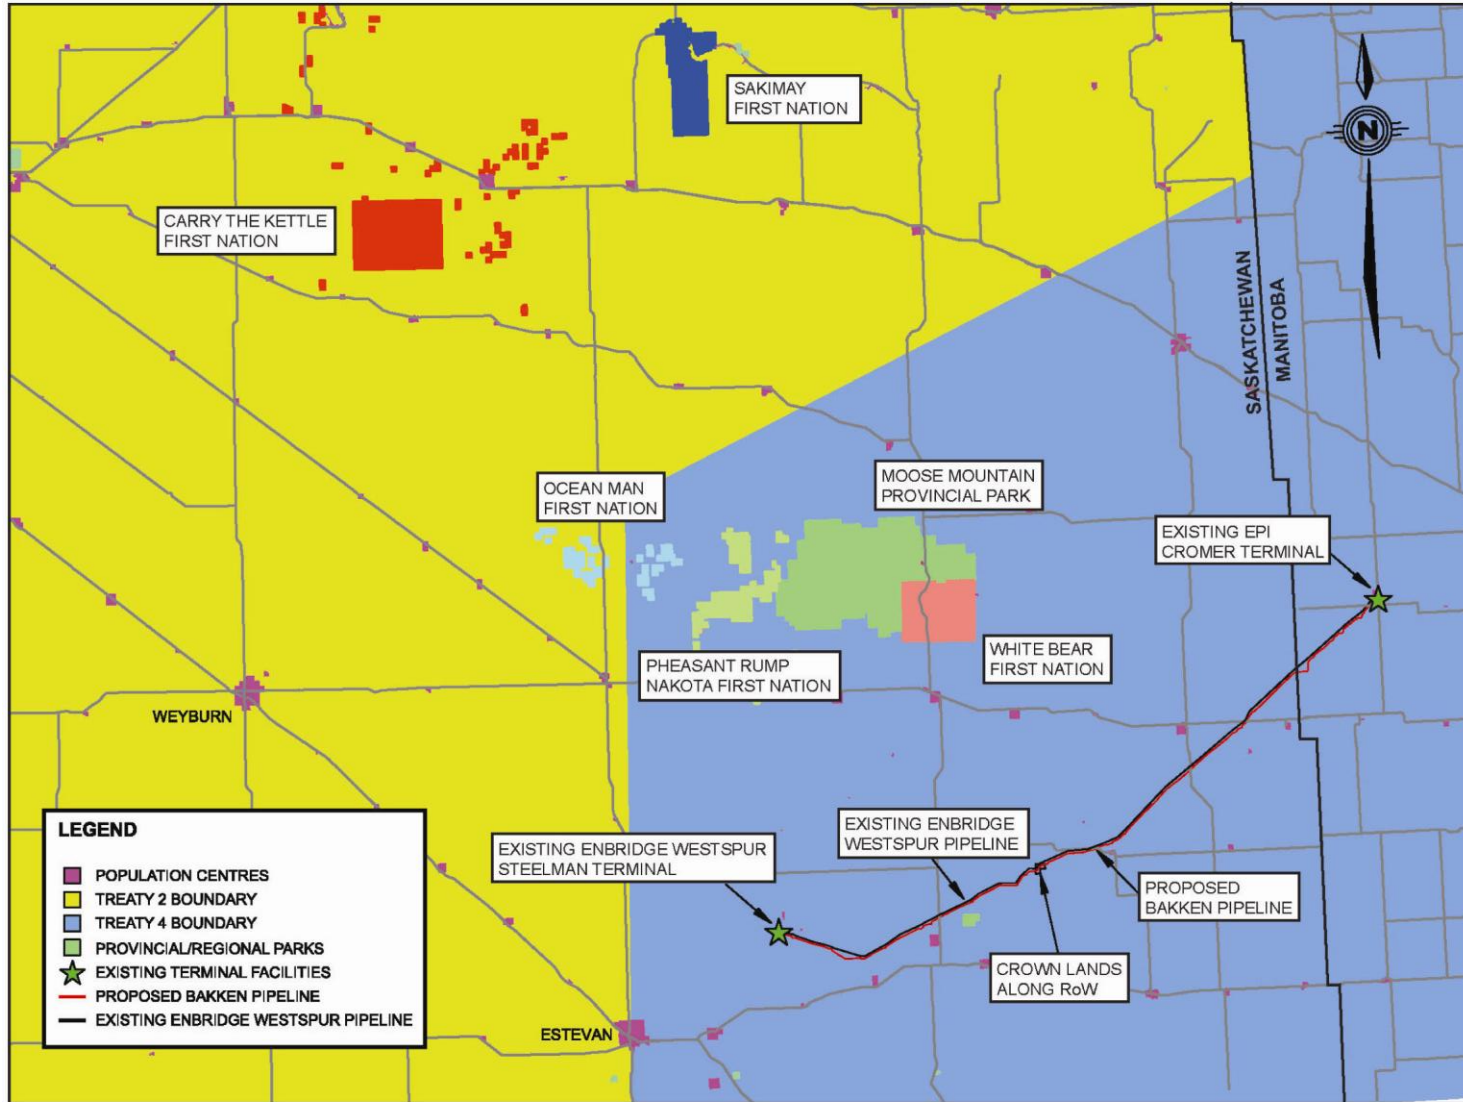 SAKIMAY
FIRST NATION
N
CARRY THE KETTLE
FIRST NATION
SASKATCHEWAN
MANITOBA
OCEAN MAN
FIRST NATION
MOOSE MOUNTAIN
PROVINCIAL PARK
EXISTING EPI
CROMER TERMINAL
PHEASANT RUMP
NAKOTA FIRST NATION
WHITE BEAR
FIRST NATION
WEYBURN
EXISTING ENBRIDGE WESTSPUR
STEELMAN TERMINAL
EXISTING ENBRIDGE
WESTSPUR PIPELINE
PROPOSED
BAKKEN PIPELINE
CROWN LANDS
ALONG RoW
ESTEVAN
LEGEND
POPULATION CENTRES
TREATY 2 BOUNDARY
TREATY 4 BOUNDARY
PROVINCIAL/REGIONAL PARKS
EXISTING TERMINAL FACILITIES
PROPOSED BAKKEN PIPELINE
EXISTING ENBRIDGE WESTSPUR PIPELINE